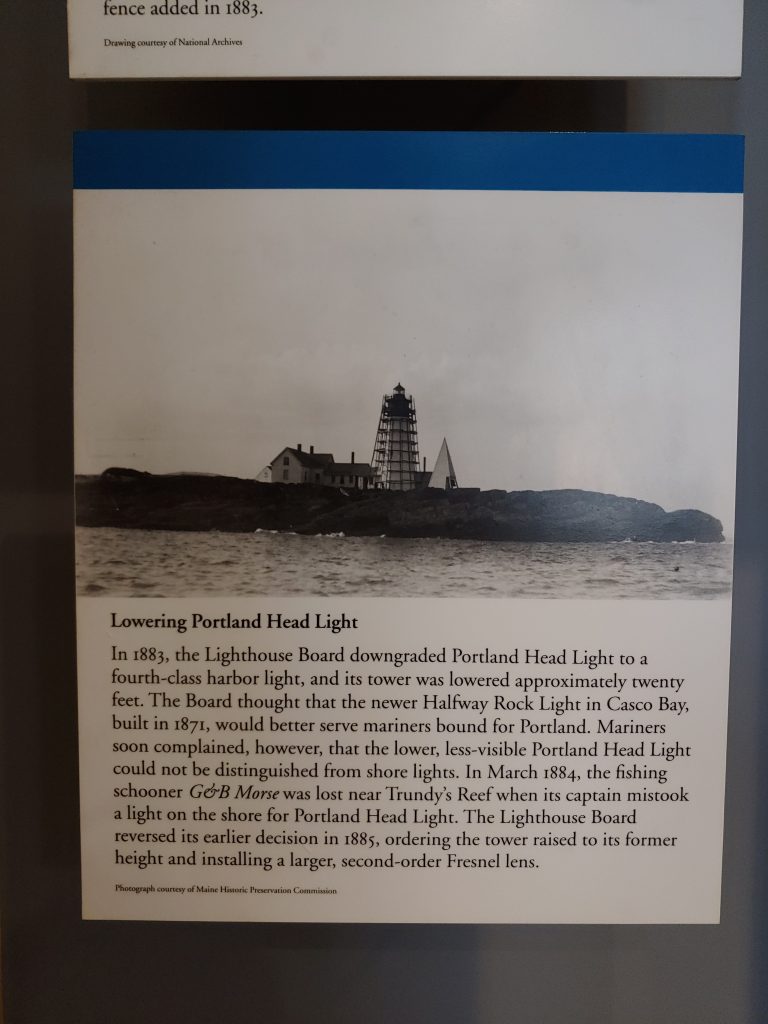 fence added in 1883.
Drawing courtesy of National Archives
Lowering Portland Head Light
In 1883, the Lighthouse Board downgraded Portland Head Light to a
fourth-class harbor light, and its tower was lowered approximately twenty
feet. The Board thought that the newer Halfway Rock Light in Casco Bay,
built in 1871, would better serve mariners bound for Portland. Mariners
soon complained, however, that the lower, less-visible Portland Head Light
could not be distinguished from shore lights. In March 1884, the fishing
schooner G&B Morse was lost near Trundy's Reef when its captain mistook
a light on the shore for Portland Head Light. The Lighthouse Board
reversed its earlier decision in 1885, ordering the tower raised to its former
height and installing a larger, second-order Fresnel lens.
Photograph courtesy of Maine Historic Preservation Commission